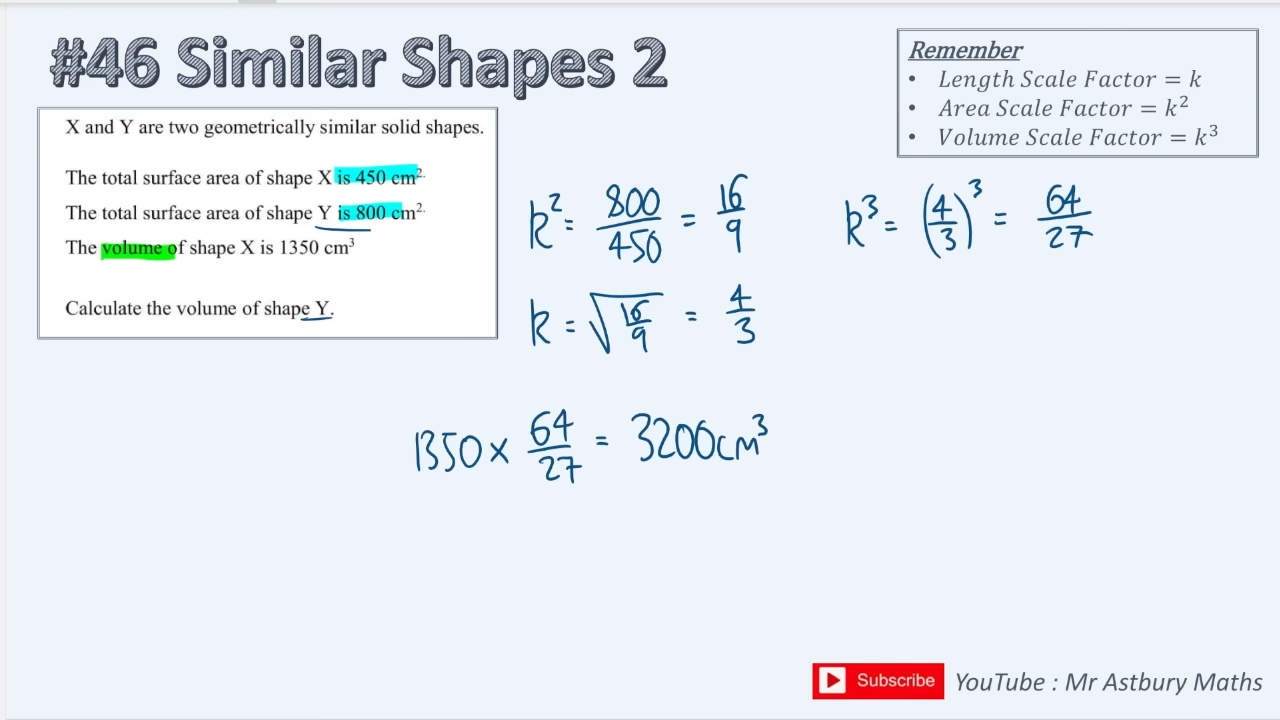 #46 Similar Shapes 2
X and Y are two geometrically similar solid shapes.
The total surface area of shape X is 450 cm².
The total surface area of shape Y is 800 cm².
The volume of shape X is 1350 cm³
Calculate the volume of shape Y.
Remember
• Length Scale Factor = k
• Area Scale Factor = k²
• Volume Scale Factor = k³
k² = 800/450 = 16/9
k = √(16/9) = 4/3
k³ = (4/3)³ = 64/27
1350 × 64/27 = 3200cm³
Subscribe
YouTube : Mr Astbury Maths